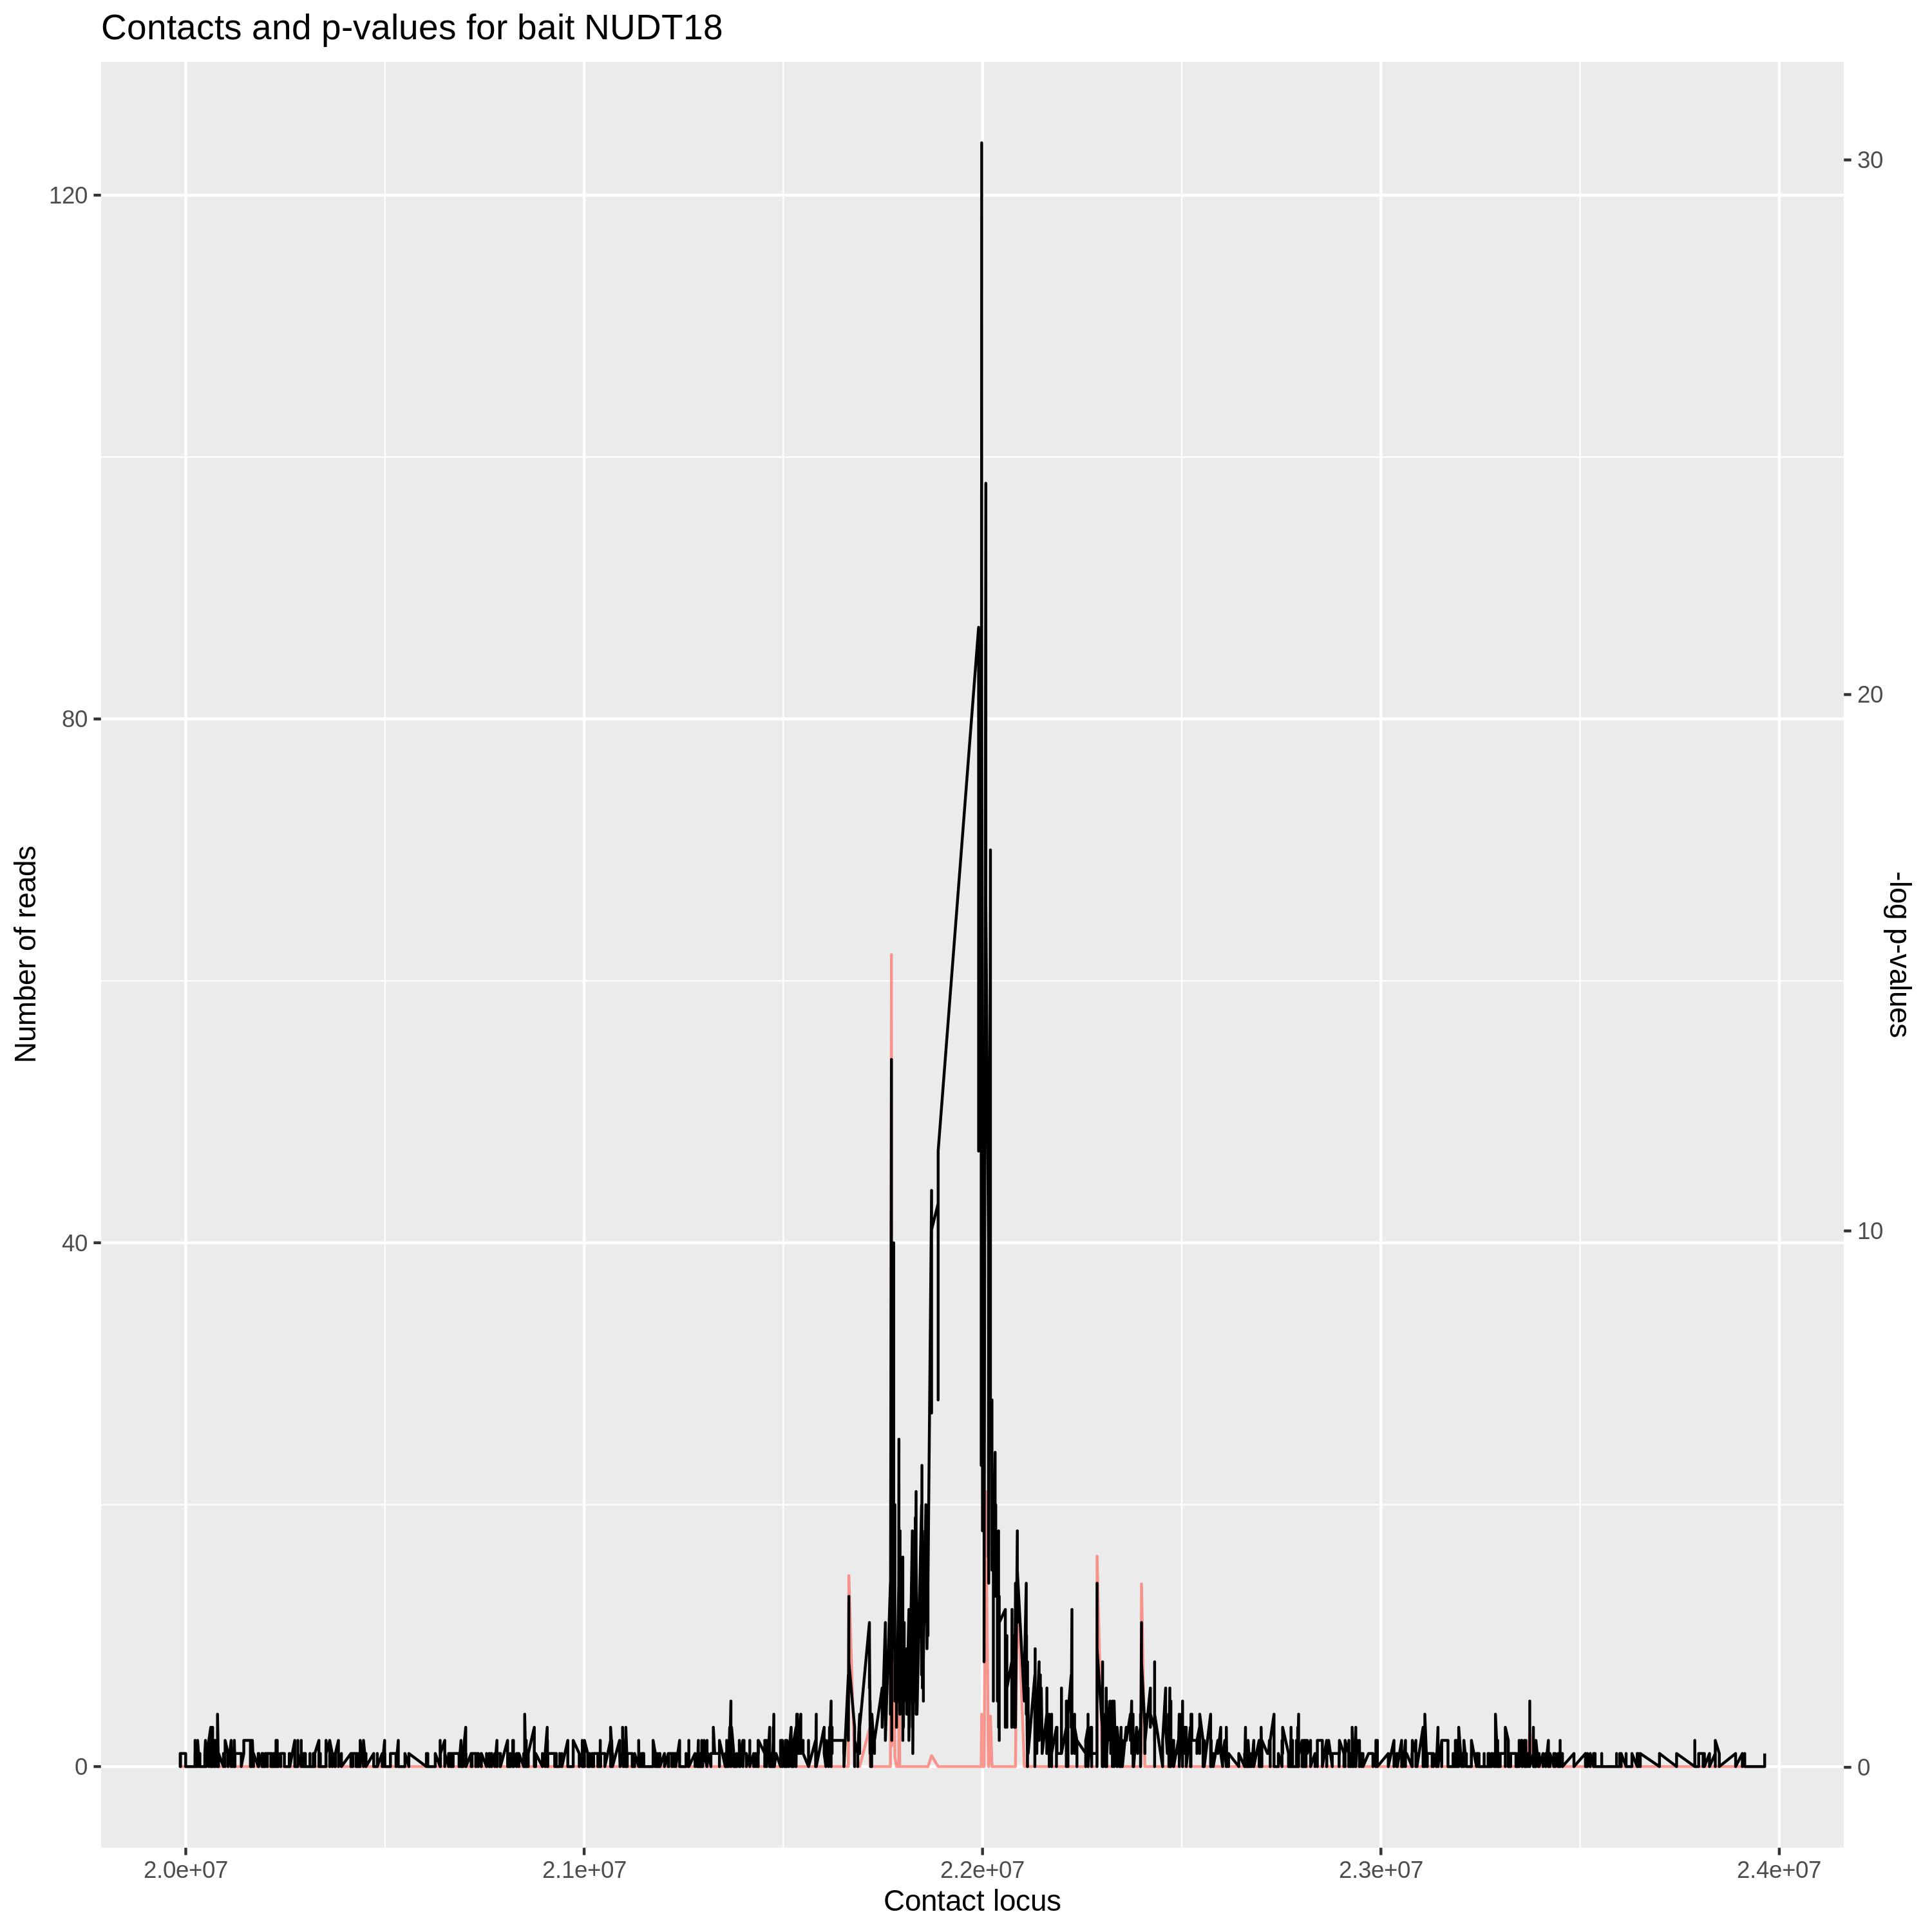 Contacts and p-values for bait NUDT18
120
80
40
0
30
20
10
0
Number of reads
-log p-values
2.0e+07
2.1e+07
2.2e+07
2.3e+07
2.4e+07
Contact locus